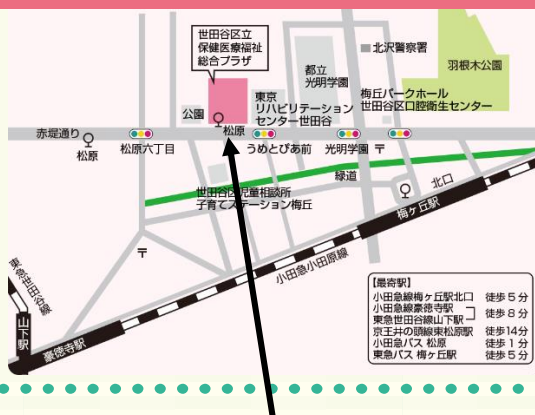 世田谷区立
保健医療福祉
総合プラザ
北沢警察署
羽根木公園
都立
光明学園
梅丘パークホール
世田谷区口腔衛生センター
公園
東京
リハビリテーション
センター世田谷
赤堤通り
松原
松原六丁目
松原
うめとぴあ前
光明学園
〒
世田谷区児童相談所
子育てステーション梅丘
緑道
北口
梅ヶ丘駅
〒
小田急小田原線
東急世田谷線
山下駅
豪徳寺駅
【最寄駅】
小田急線梅ヶ丘駅北口 徒歩5分
小田急線豪徳寺駅
東急世田谷線山下駅 徒歩8分
京王井の頭線東松原駅 徒歩14分
小田急バス 松原 徒歩1分
東急バス 梅ヶ丘駅 徒歩5分